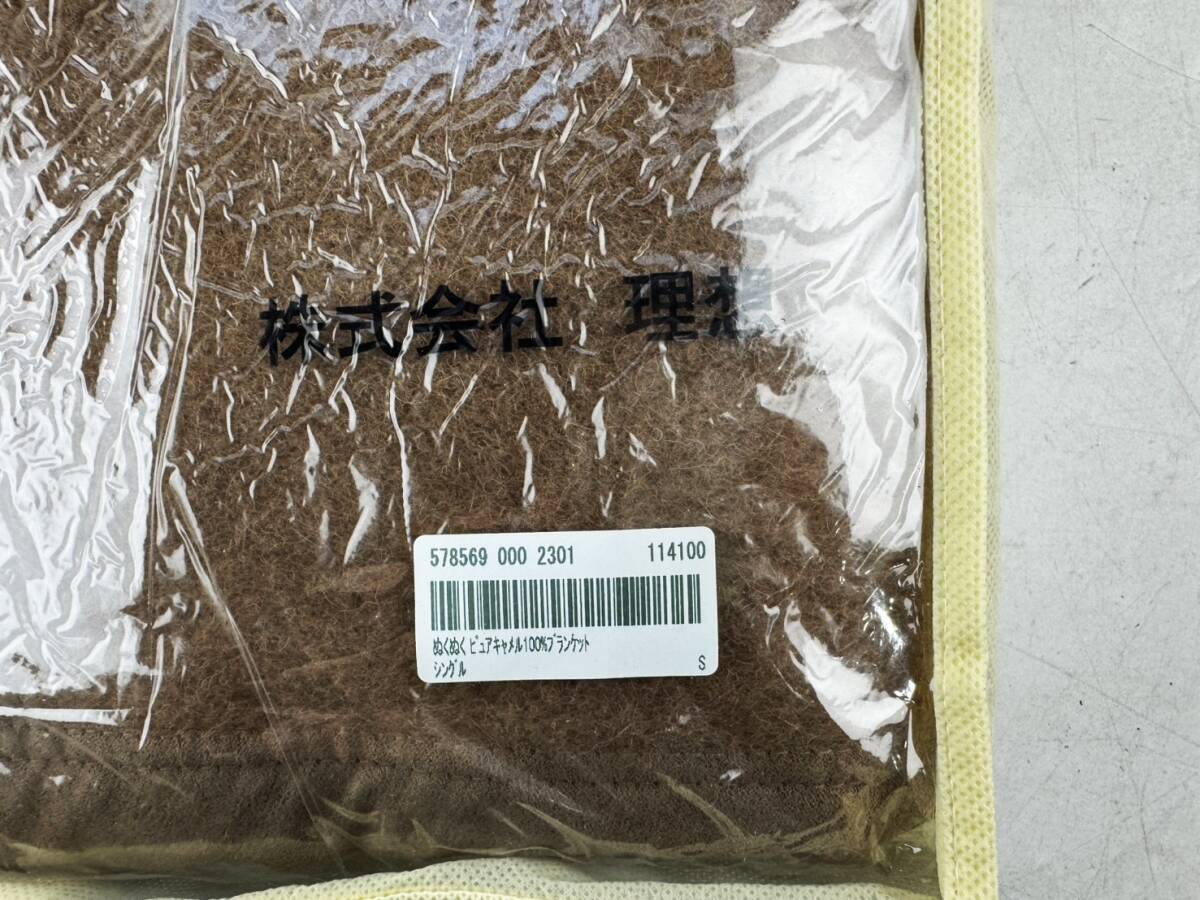 株式会社 理想
578569 000 2301 114100
ぬくぬく ピュアキャメル100%ブランケット
シングル S